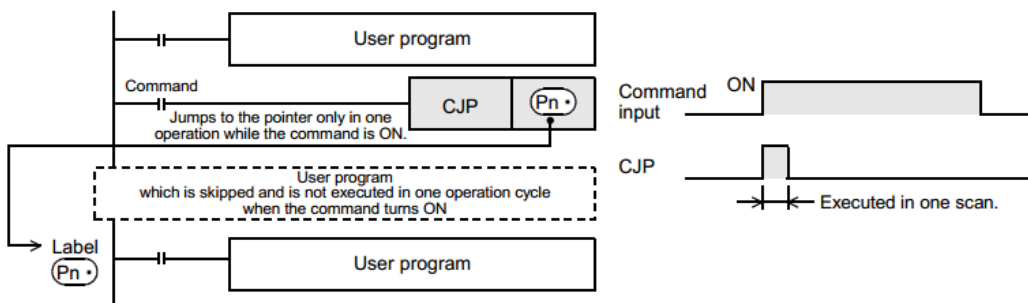 User program
Command
CJP
Pn •
Jumps to the pointer only in one
operation while the command is ON.
User program
which is skipped and is not executed in one operation cycle
when the command turns ON
Label
Pn •
User program
Command
input
ON
CJP
Executed in one scan.